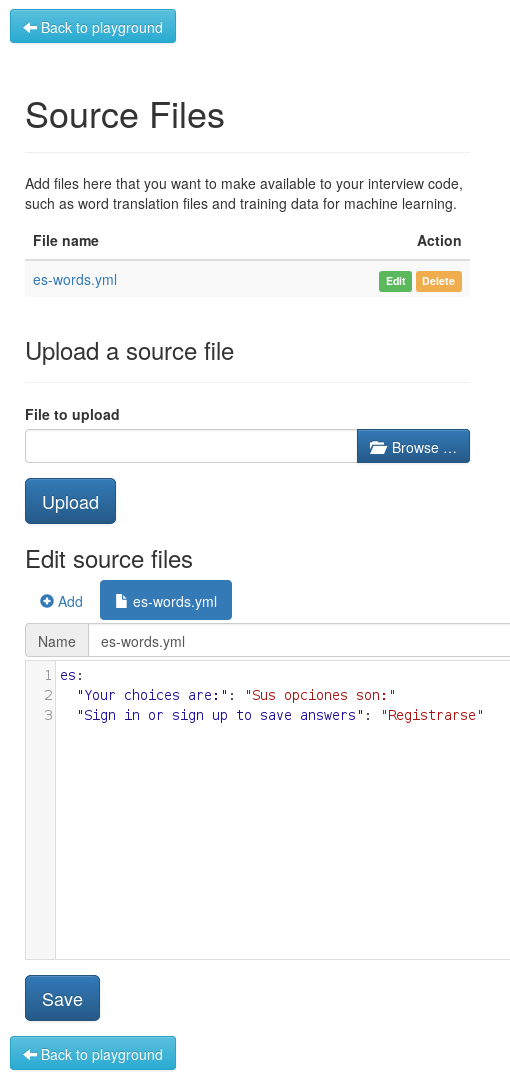 Back to playground
Source Files
Add files here that you want to make available to your interview code,
such as word translation files and training data for machine learning.
File name Action
es-words.yml Edit Delete
Upload a source file
File to upload
Browse …
Upload
Edit source files
Add es-words.yml
Name es-words.yml
1 es:
2 "Your choices are:": "Sus opciones son:"
3 "Sign in or sign up to save answers": "Registrarse"
Save
Back to playground